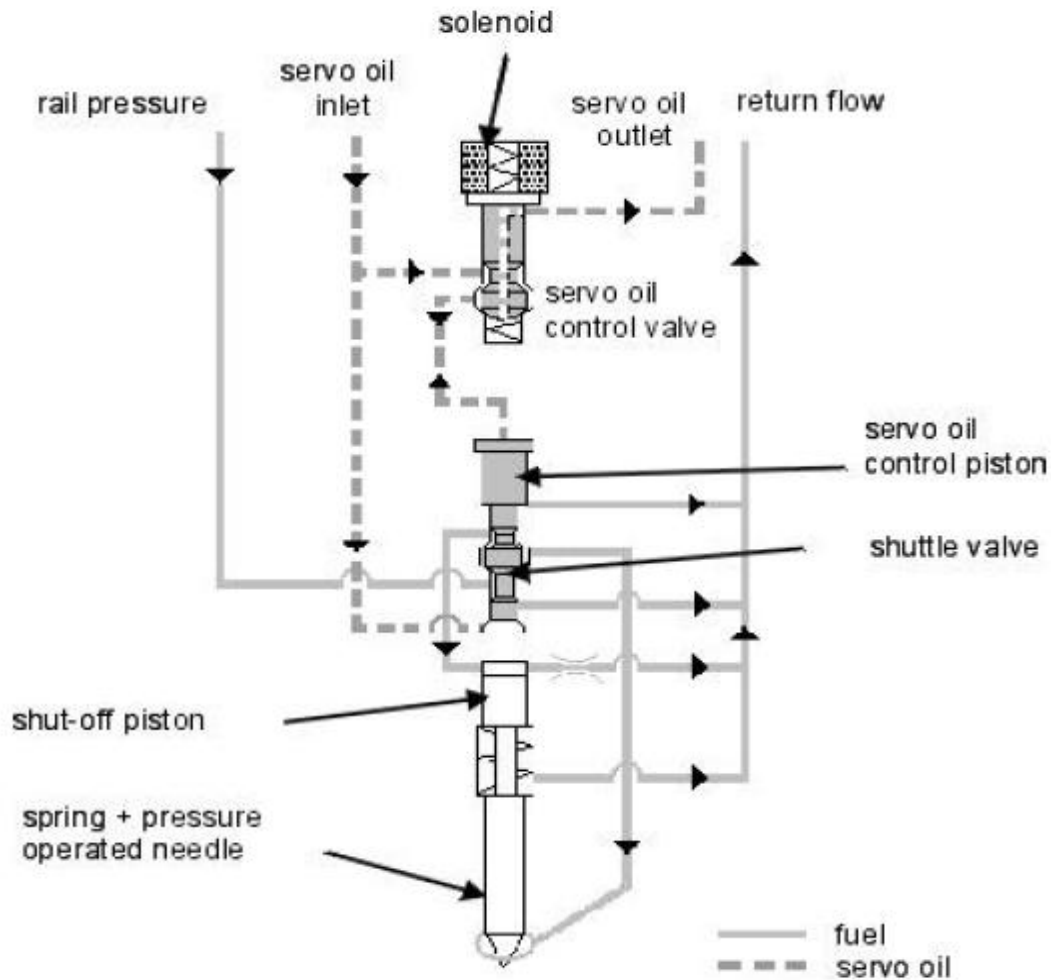 solenoid
servo oil
inlet
rail pressure
servo oil
outlet
return flow
servo oil
control valve
servo oil
control piston
shuttle valve
shut-off piston
spring + pressure
operated needle
fuel
servo oil